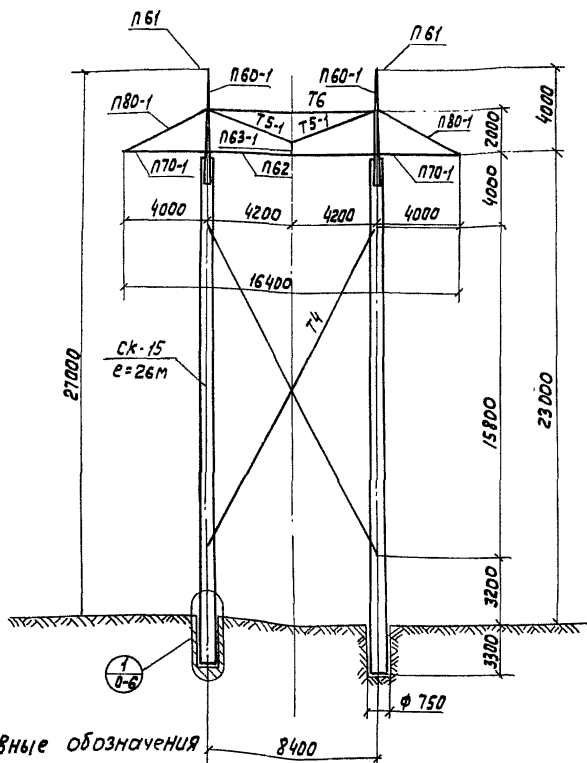 П61
П61
П60-1
П60-1
Т6
П80-1
Т5-1
Т5-1
П80-1
П63-1
П70-1
П62
П70-1
4000
2000
4000
4000
4200
4200
4000
16400
27000
СК-15
ℓ=26м
Т4
15800
23000
3200
3300
1
0-6
ф 750
8400
вные обозначения